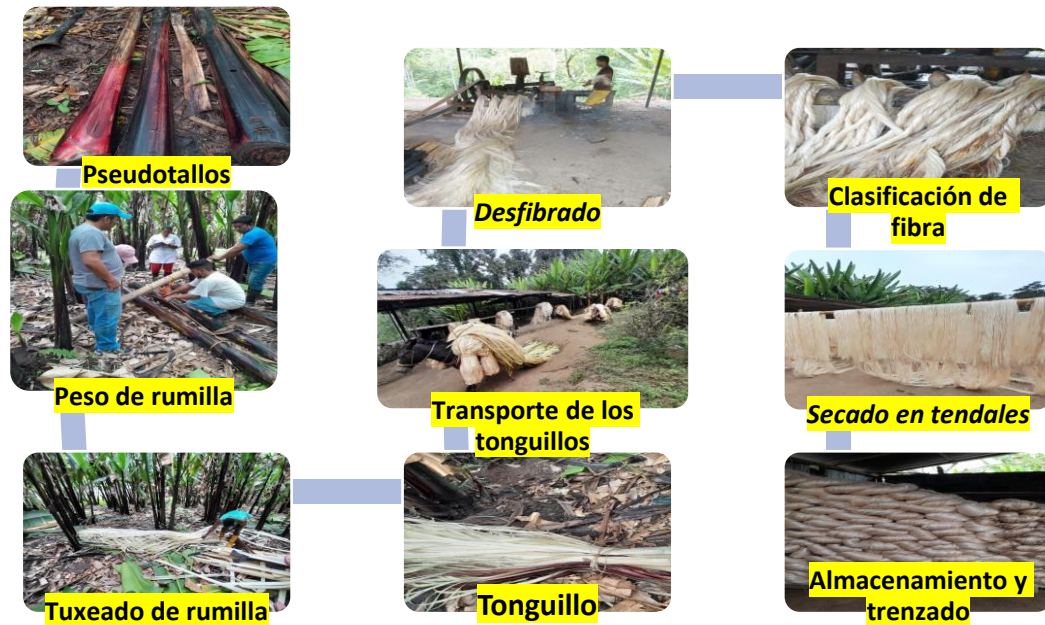 Pseudotallos
Peso de rumilla
Tuxeado de rumilla
Tonguillo
Transporte de los
tonguillos
Desfibrado
Clasificación de
fibra
Secado en tendales
Almacenamiento y
trenzado